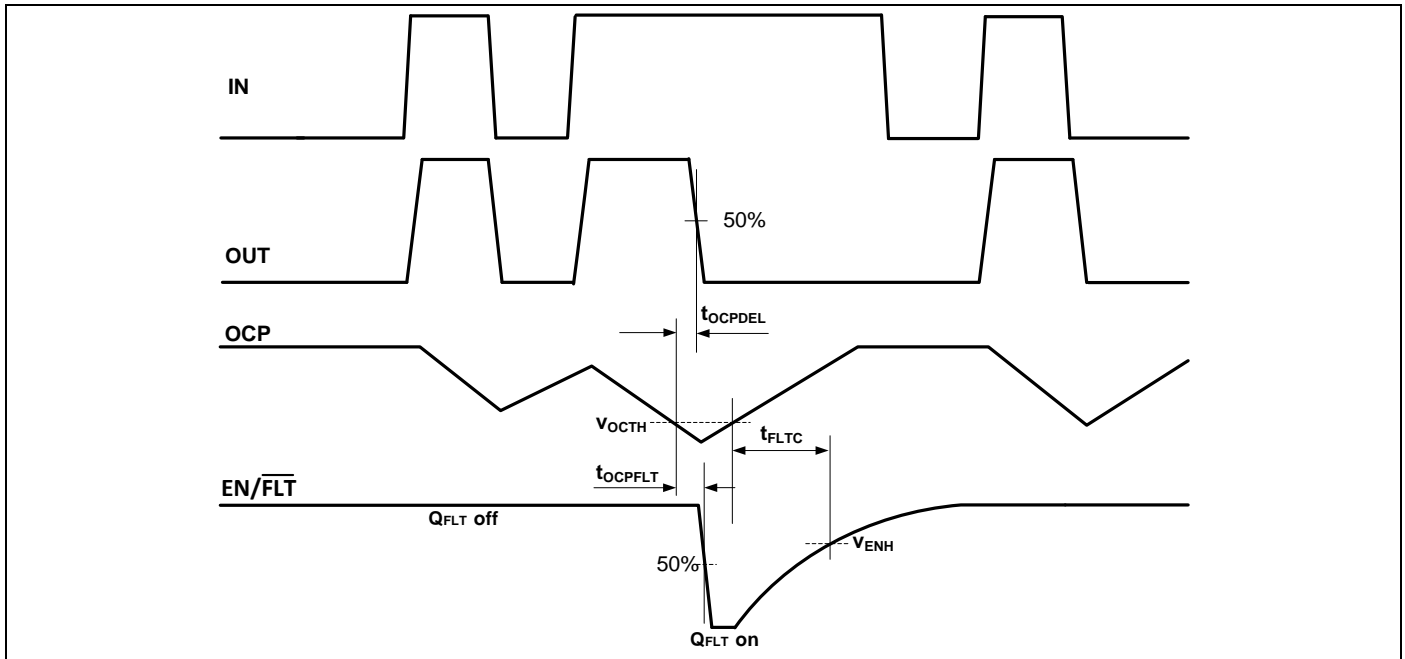 IN
50%
OUT
tOCPDEL
OCP
VOCTH
tFLTC
tOCPFLT
EN/FLT
QFLT off
VENH
50%
QFLT on